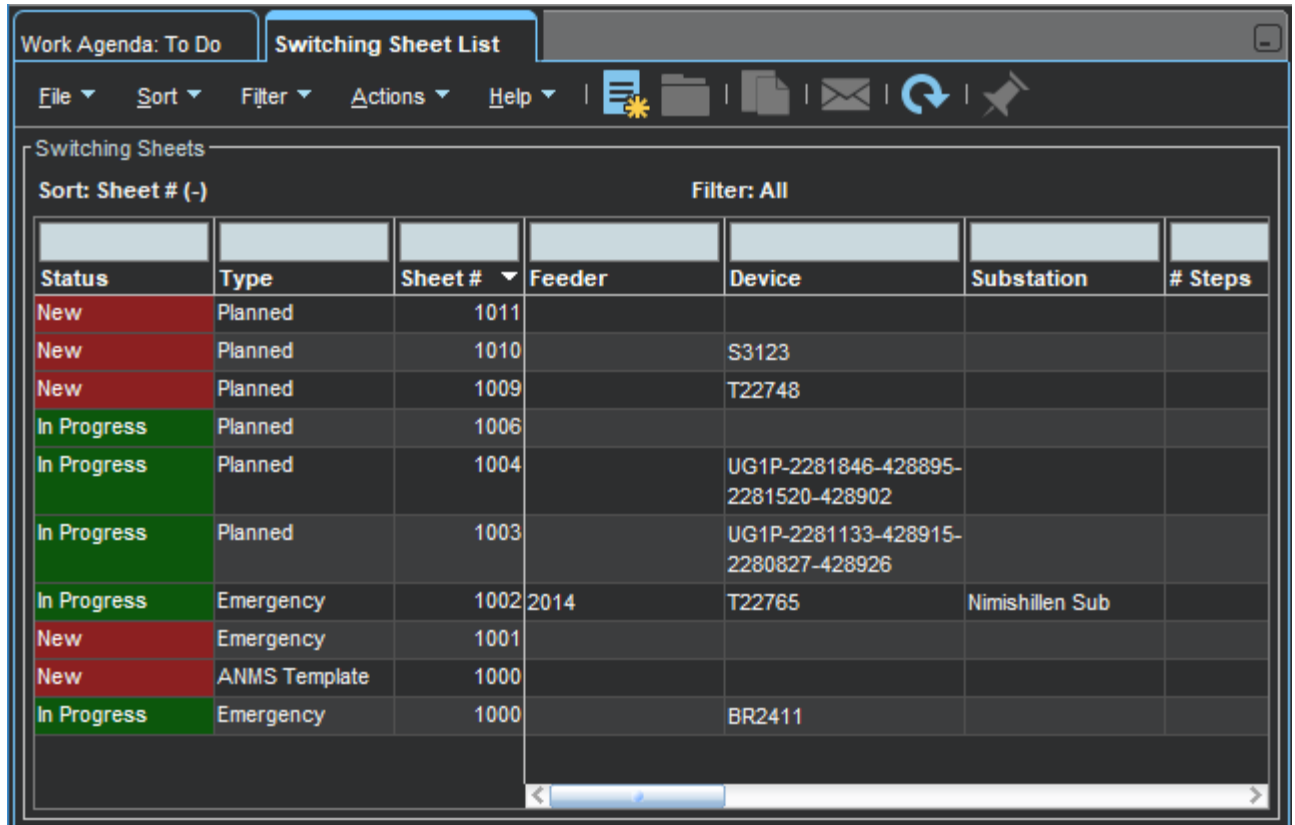 Work Agenda: To Do Switching Sheet List
File Sort Filter Actions Help
Switching Sheets
Sort: Sheet # (-) Filter: All
Status Type Sheet # Feeder Device Substation # Steps
New Planned 1011
New Planned 1010 S3123
New Planned 1009 T22748
In Progress Planned 1006
In Progress Planned 1004 UG1P-2281846-428895-
2281520-428902
In Progress Planned 1003 UG1P-2281133-428915-
2280827-428926
In Progress Emergency 1002 2014 T22765 Nimishillen Sub
New Emergency 1001
New ANMS Template 1000
In Progress Emergency 1000 BR2411